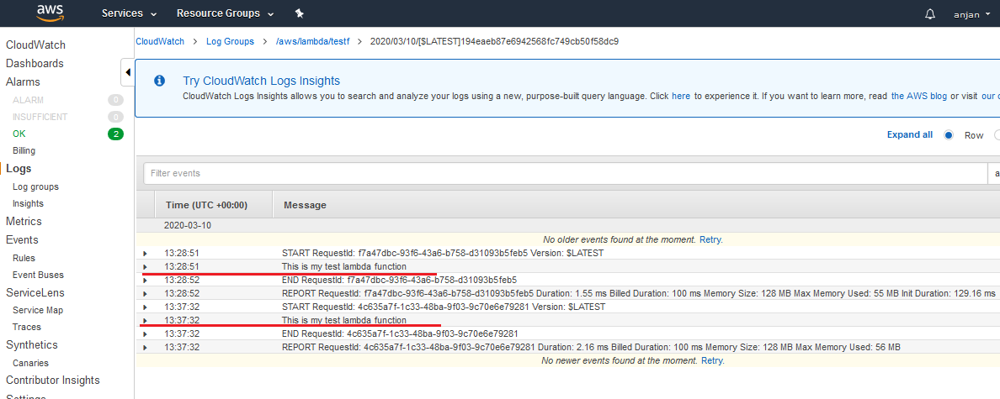 aws Services Resource Groups anjan
CloudWatch
Dashboards
Alarms
ALARM 0
INSUFFICIENT 0
OK 2
Billing
Logs
Log groups
Insights
Metrics
Events
Rules
Event Buses
ServiceLens
Service Map
Traces
Synthetics
Canaries
Contributor Insights
Settings
CloudWatch > Log Groups > /aws/lambda/testf > 2020/03/10/[$LATEST]194eaeb87e6942568fc749cb50f58dc9
Try CloudWatch Logs Insights
CloudWatch Logs Insights allows you to search and analyze your logs using a new, purpose-built query language. Click here to experience it. If you want to learn more, read the AWS blog or visit our
Expand all Row
Filter events a
Time (UTC +00:00) Message
2020-03-10
No older events found at the moment. Retry.
13:28:51 START RequestId: f7a47dbc-93f6-43a6-b758-d31093b5feb5 Version: $LATEST
13:28:51 This is my test lambda function
13:28:52 END RequestId: f7a47dbc-93f6-43a6-b758-d31093b5feb5
13:28:52 REPORT RequestId: f7a47dbc-93f6-43a6-b758-d31093b5feb5 Duration: 1.55 ms Billed Duration: 100 ms Memory Size: 128 MB Max Memory Used: 55 MB Init Duration: 129.16 ms
13:37:32 START RequestId: 4c635a7f-1c33-48ba-9f03-9c70e6e79281 Version: $LATEST
13:37:32 This is my test lambda function
13:37:32 END RequestId: 4c635a7f-1c33-48ba-9f03-9c70e6e79281
13:37:32 REPORT RequestId: 4c635a7f-1c33-48ba-9f03-9c70e6e79281 Duration: 2.16 ms Billed Duration: 100 ms Memory Size: 128 MB Max Memory Used: 56 MB
No newer events found at the moment. Retry.